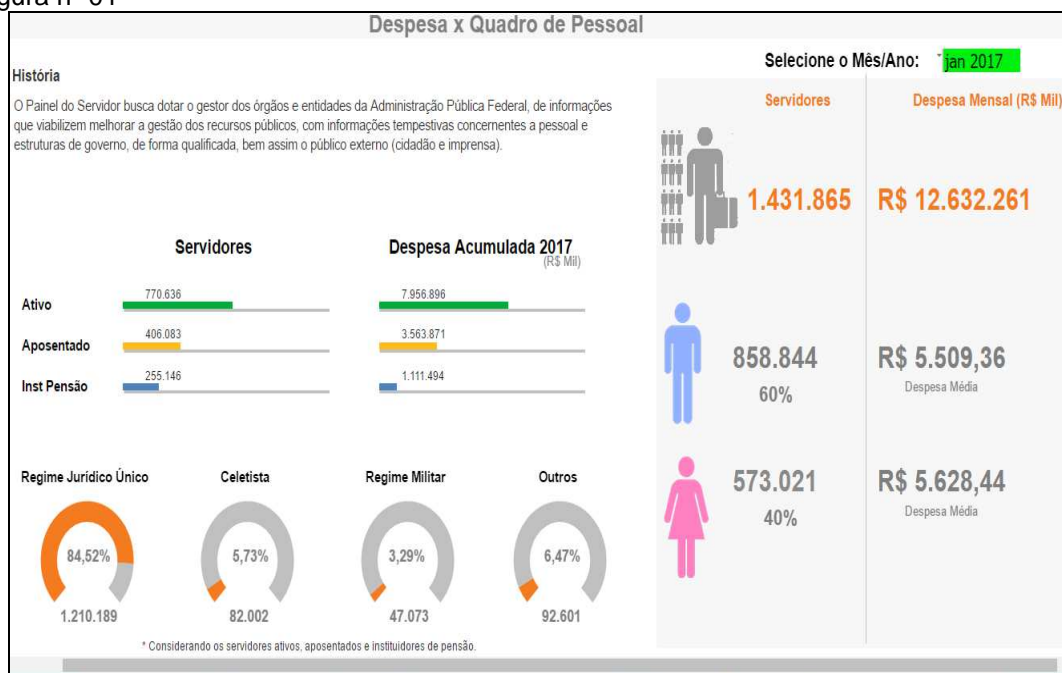 Despesa x Quadro de Pessoal
História
O Painel do Servidor busca dotar o gestor dos órgãos e entidades da Administração Pública Federal, de informações
que viabilizem melhorar a gestão dos recursos públicos, com informações tempestivas concernentes a pessoal e
estruturas de governo, de forma qualificada, bem assim o público externo (cidadão e imprensa).
Servidores
Despesa Acumulada 2017
(R$ Mil)
Ativo
770.636
7.956.896
Aposentado
406.083
3.563.871
Inst Pensão
255.146
1.111.494
Regime Jurídico Único
Celetista
Regime Militar
Outros
84,52%
5,73%
3,29%
6,47%
1.210.189
82.002
47.073
92.601
* Considerando os servidores ativos, aposentados e instituidores de pensão.
Selecione o Mês/Ano: jan 2017
Servidores
Despesa Mensal (R$ Mil)
1.431.865
R$ 12.632.261
858.844
R$ 5.509,36
60%
Despesa Média
573.021
R$ 5.628,44
40%
Despesa Média